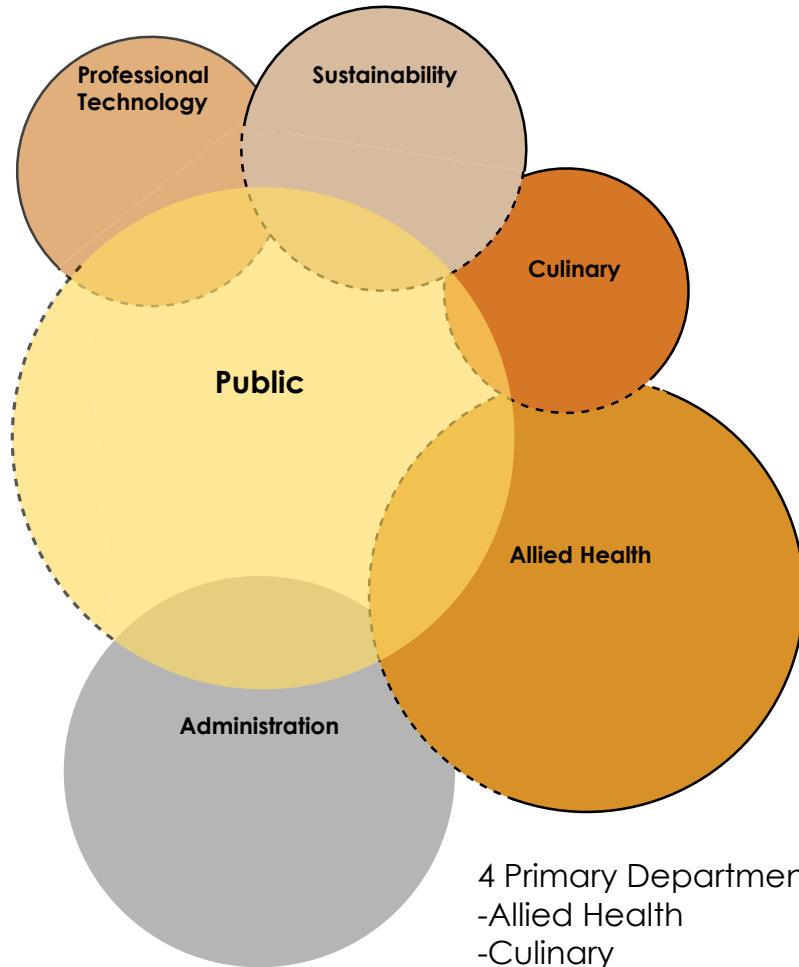 Professional
Technology
Sustainability
Culinary
Public
Allied Health
Administration
4 Primary Departmen
-Allied Health
-Culinary